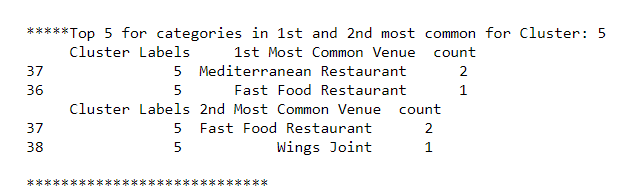 *****Top 5 for categories in 1st and 2nd most common for Cluster: 5
Cluster Labels 1st Most Common Venue count
37 5 Mediterranean Restaurant 2
36 5 Fast Food Restaurant 1
Cluster Labels 2nd Most Common Venue count
37 5 Fast Food Restaurant 2
38 5 Wings Joint 1
****************************